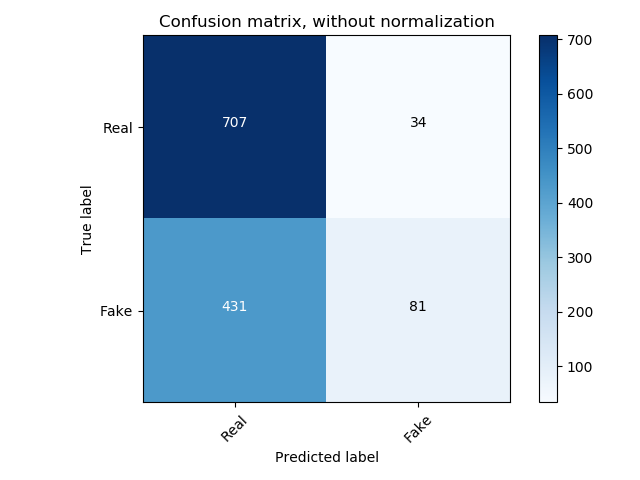 Confusion matrix, without normalization
True label
Real
Fake
707
34
431
81
Real
Fake
Predicted label
700
600
500
400
300
200
100